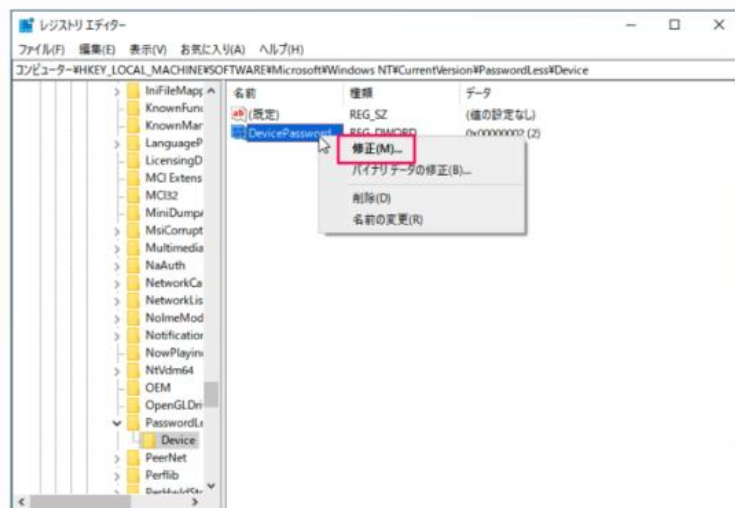 レジストリ エディター
ファイル(F) 編集(E) 表示(V) お気に入り(A) ヘルプ(H)
コンピューター¥HKEY_LOCAL_MACHINE¥SOFTWARE¥Microsoft¥Windows NT¥CurrentVersion¥PasswordLess¥Device
名前 種類 データ
(既定) REG_SZ (値の設定なし)
DevicePassword REG_DWORD 0x00000002 (2)
修正(M)...
バイナリ データの修正(B)...
削除(D)
名前の変更(R)
IniFileMapp
KnownFunc
KnownMar
LanguageP
LicensingD
MCI Extens
MCI32
MiniDump
MsiCorrupt
Multimedia
NaAuth
NetworkCa
NetworkLis
NoImeMod
Notification
NowPlayin
NtVdm64
OEM
OpenGLDri
PasswordLe
Device
PeerNet
Perflib
PerHwIdSt